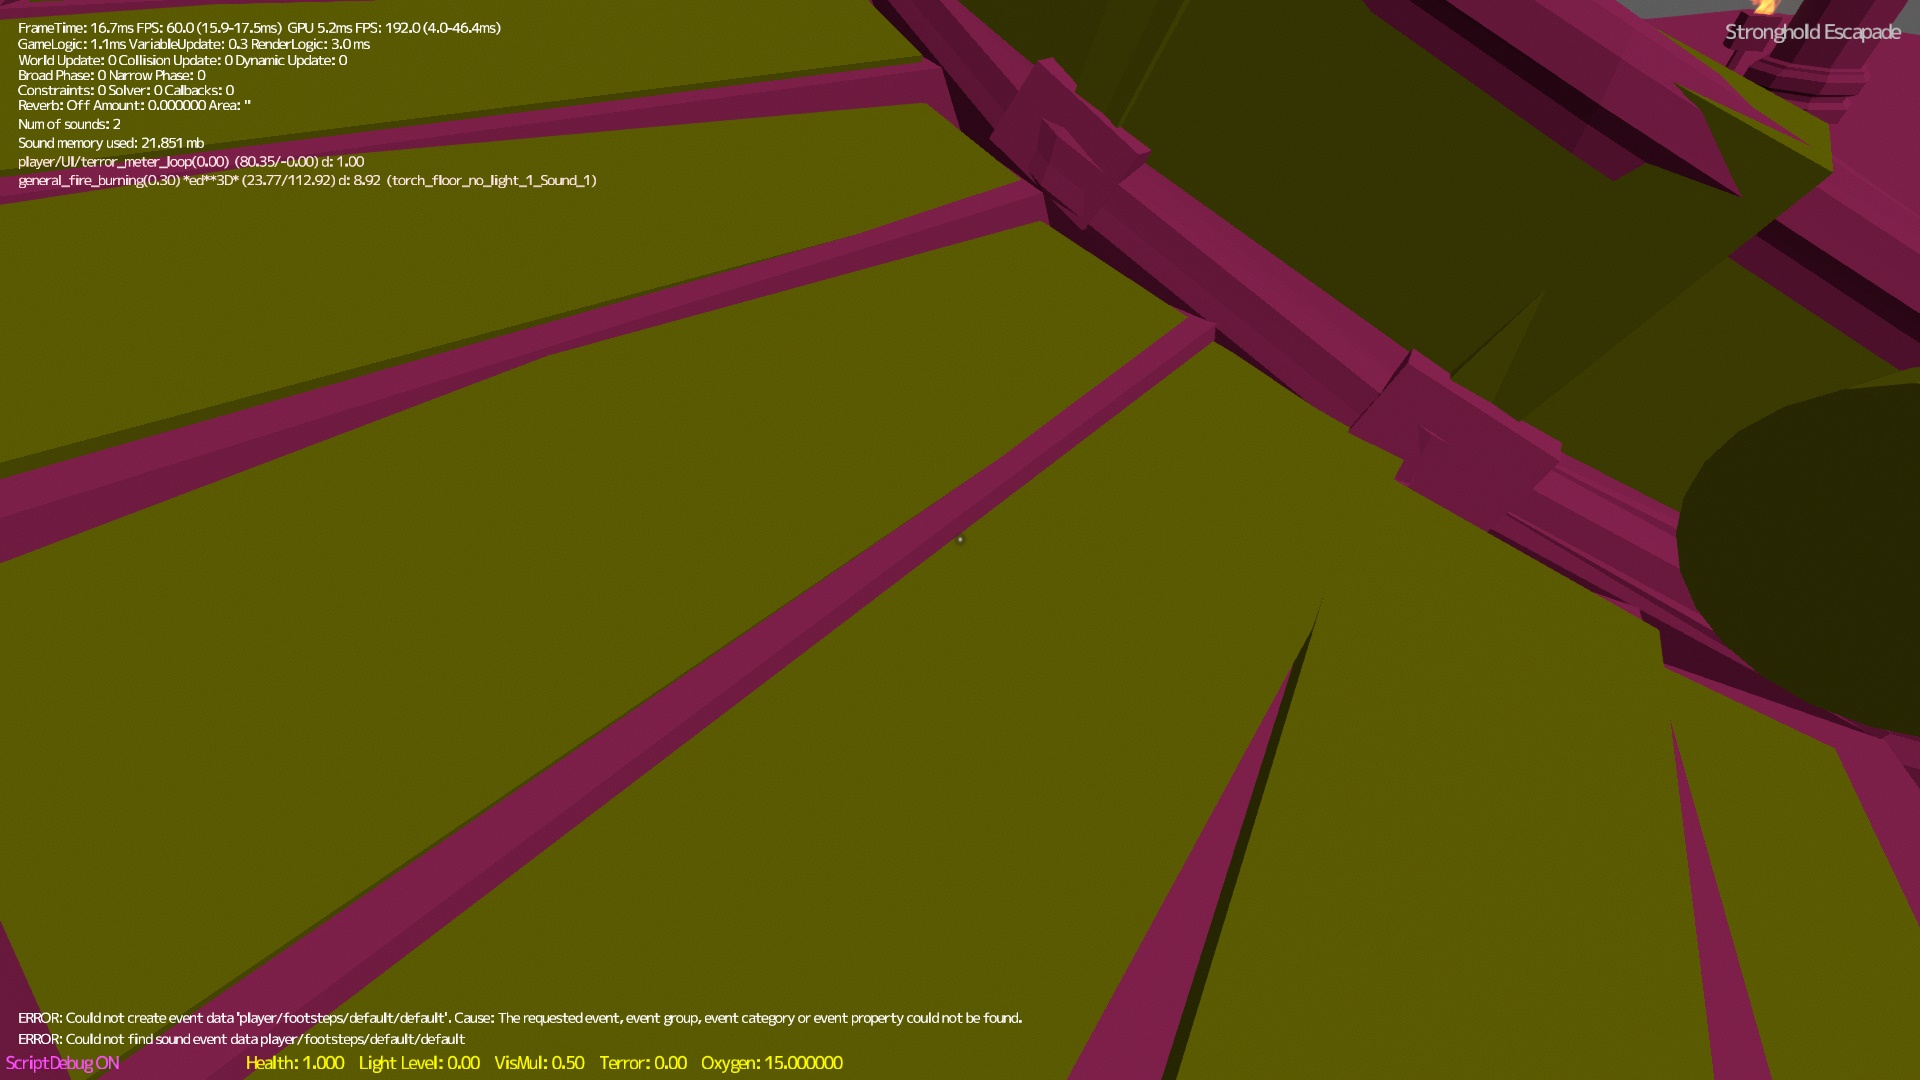 FrameTime: 16.7ms FPS: 60.0 (15.9-17.5ms)  GPU 5.2ms FPS: 192.0 (4.0-46.4ms)
Stronghold Escapade
GameLogic: 1.1ms VariableUpdate: 0.3 RenderLogic: 3.0 ms
World Update: 0 Collision Update: 0 Dynamic Update: 0
Broad Phase: 0 Narrow Phase: 0
Constraints: 0 Solver: 0 Callbacks: 0
Reverb: Off Amount: 0.000000 Area: ''
Num of sounds: 2
Sound memory used: 21.851 mb
player/UI/terror_meter_loop(0.00)  (80.35/-0.00) d: 1.00
general_fire_burning(0.30) *ed**3D* (23.77/112.92) d: 8.92  (torch_floor_no_light_1_Sound_1)
ERROR: Could not create event data 'player/footsteps/default/default'. Cause: The requested event, event group, event category or event property could not be found.
ERROR: Could not find sound event data player/footsteps/default/default
ScriptDebug ON Health: 1.000 Light Level: 0.00 VisMul: 0.50 Terror: 0.00 Oxygen: 15.000000